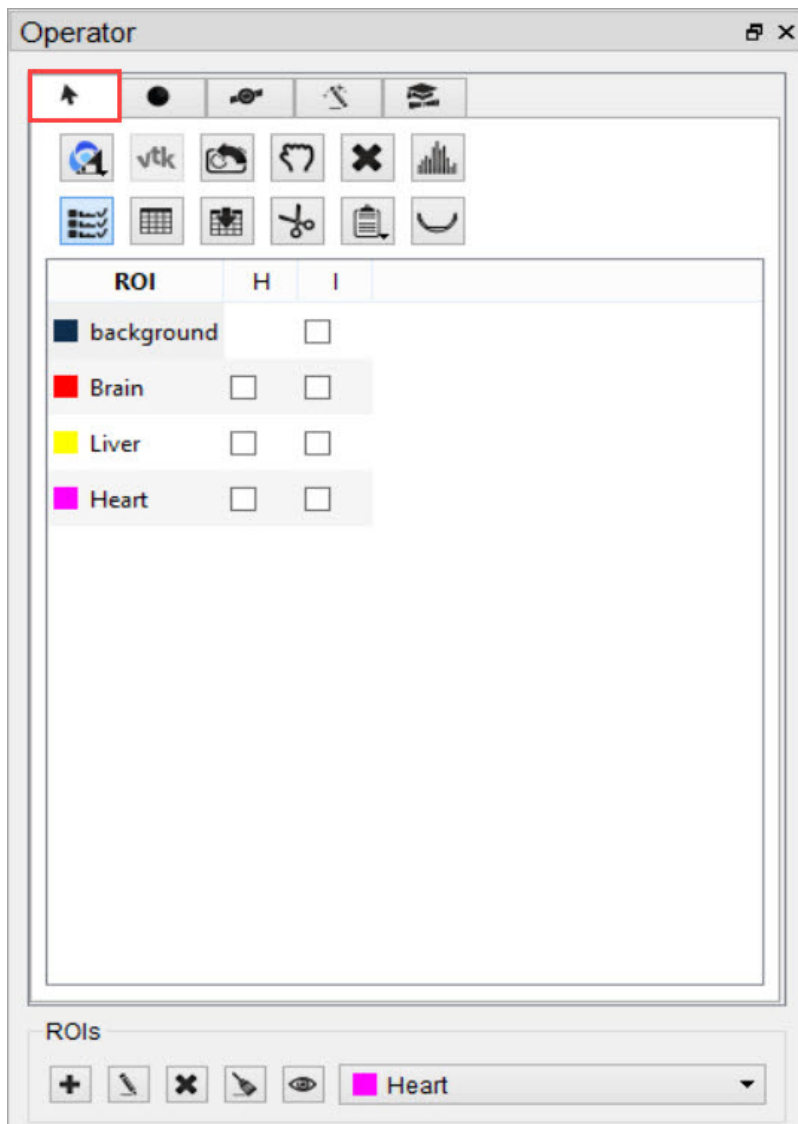 Operator
vtk
ROI H I
background
Brain
Liver
Heart
ROIs
Heart